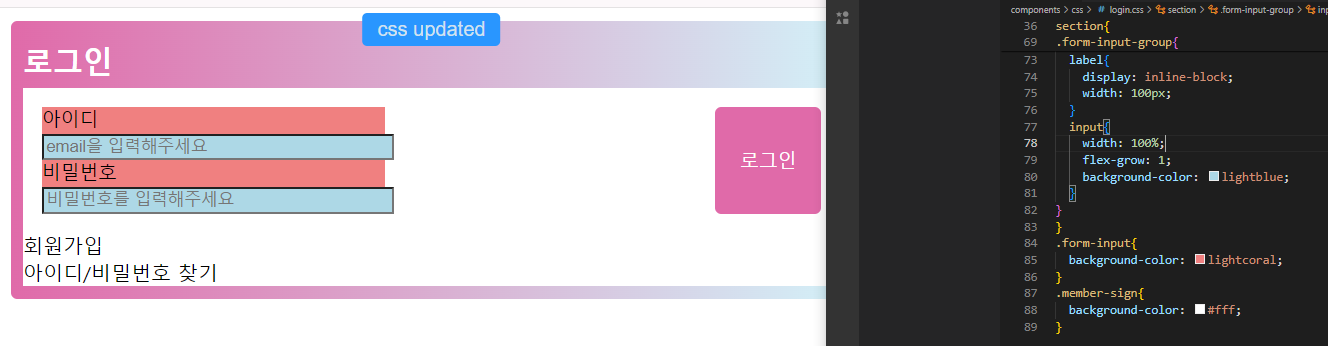 css updated
로그인
아이디
email을 입력해주세요
비밀번호
비밀번호를 입력해주세요
로그인
회원가입
아이디/비밀번호 찾기
components > css > # login.css > section > .form-input-group > inp
36 section{
69 .form-input-group{
73 label{
74 display: inline-block;
75 width: 100px;
76 }
77 input{
78 width: 100%;
79 flex-grow: 1;
80 background-color: lightblue;
81 }
82 }
83 }
84 .form-input{
85 background-color: lightcoral;
86 }
87 .member-sign{
88 background-color: #fff;
89 }